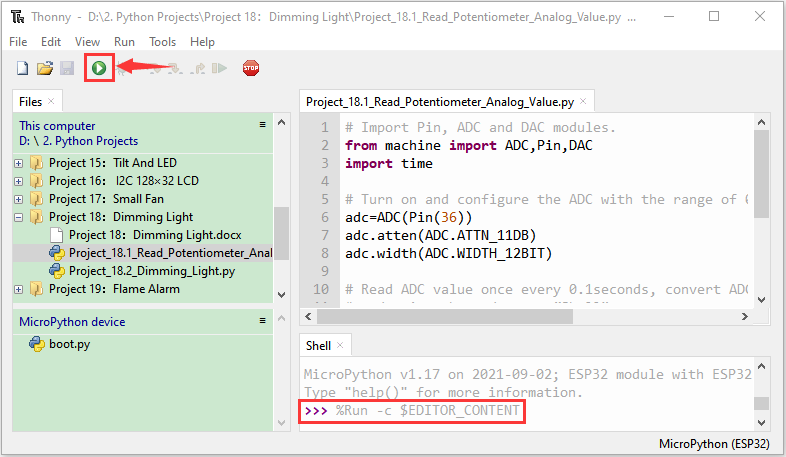 Thonny - D:\2. Python Projects\Project 18：Dimming Light\Project_18.1_Read_Potentiometer_Analog_Value.py ...
File Edit View Run Tools Help
STOP
Files
This computer
D: \ 2. Python Projects
Project 15：Tilt And LED
Project 16： I2C 128×32 LCD
Project 17：Small Fan
Project 18：Dimming Light
Project 18：Dimming Light.docx
Project_18.1_Read_Potentiometer_Anal
Project_18.2_Dimming_Light.py
Project 19：Flame Alarm
MicroPython device
boot.py
Project_18.1_Read_Potentiometer_Analog_Value.py
1 # Import Pin, ADC and DAC modules.
2 from machine import ADC,Pin,DAC
3 import time
4
5 # Turn on and configure the ADC with the range of 0
6 adc=ADC(Pin(36))
7 adc.atten(ADC.ATTN_11DB)
8 adc.width(ADC.WIDTH_12BIT)
9
10 # Read ADC value once every 0.1seconds, convert ADC
Shell
MicroPython v1.17 on 2021-09-02; ESP32 module with ESP32
Type "help()" for more information.
>>> %Run -c $EDITOR_CONTENT
MicroPython (ESP32)